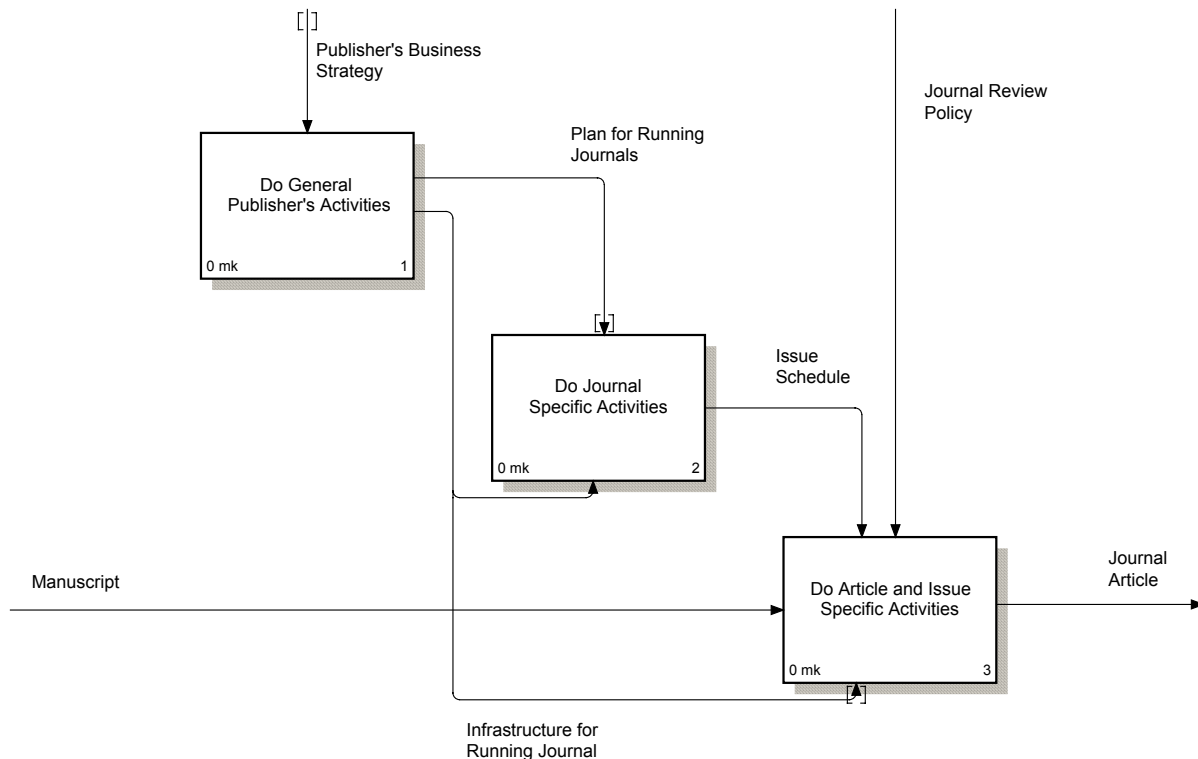 Publisher's Business
Strategy
Journal Review
Policy
Plan for Running
Journals
Do General
Publisher's Activities
0 mk
1
Issue
Schedule
Do Journal
Specific Activities
0 mk
2
Manuscript
Journal
Article
Do Article and Issue
Specific Activities
0 mk
3
Infrastructure for
Running Journal